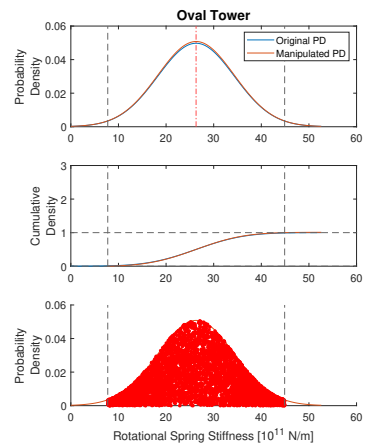 Oval Tower
0.06
0.04
0.02
0
Probability
Density
Original PD
Manipulated PD
0 10 20 30 40 50 60
3
2
1
0
Cumulative
Density
0 10 20 30 40 50 60
0.06
0.04
0.02
0
Probability
Density
0 10 20 30 40 50 60
Rotational Spring Stiffness [10¹¹ N/m]